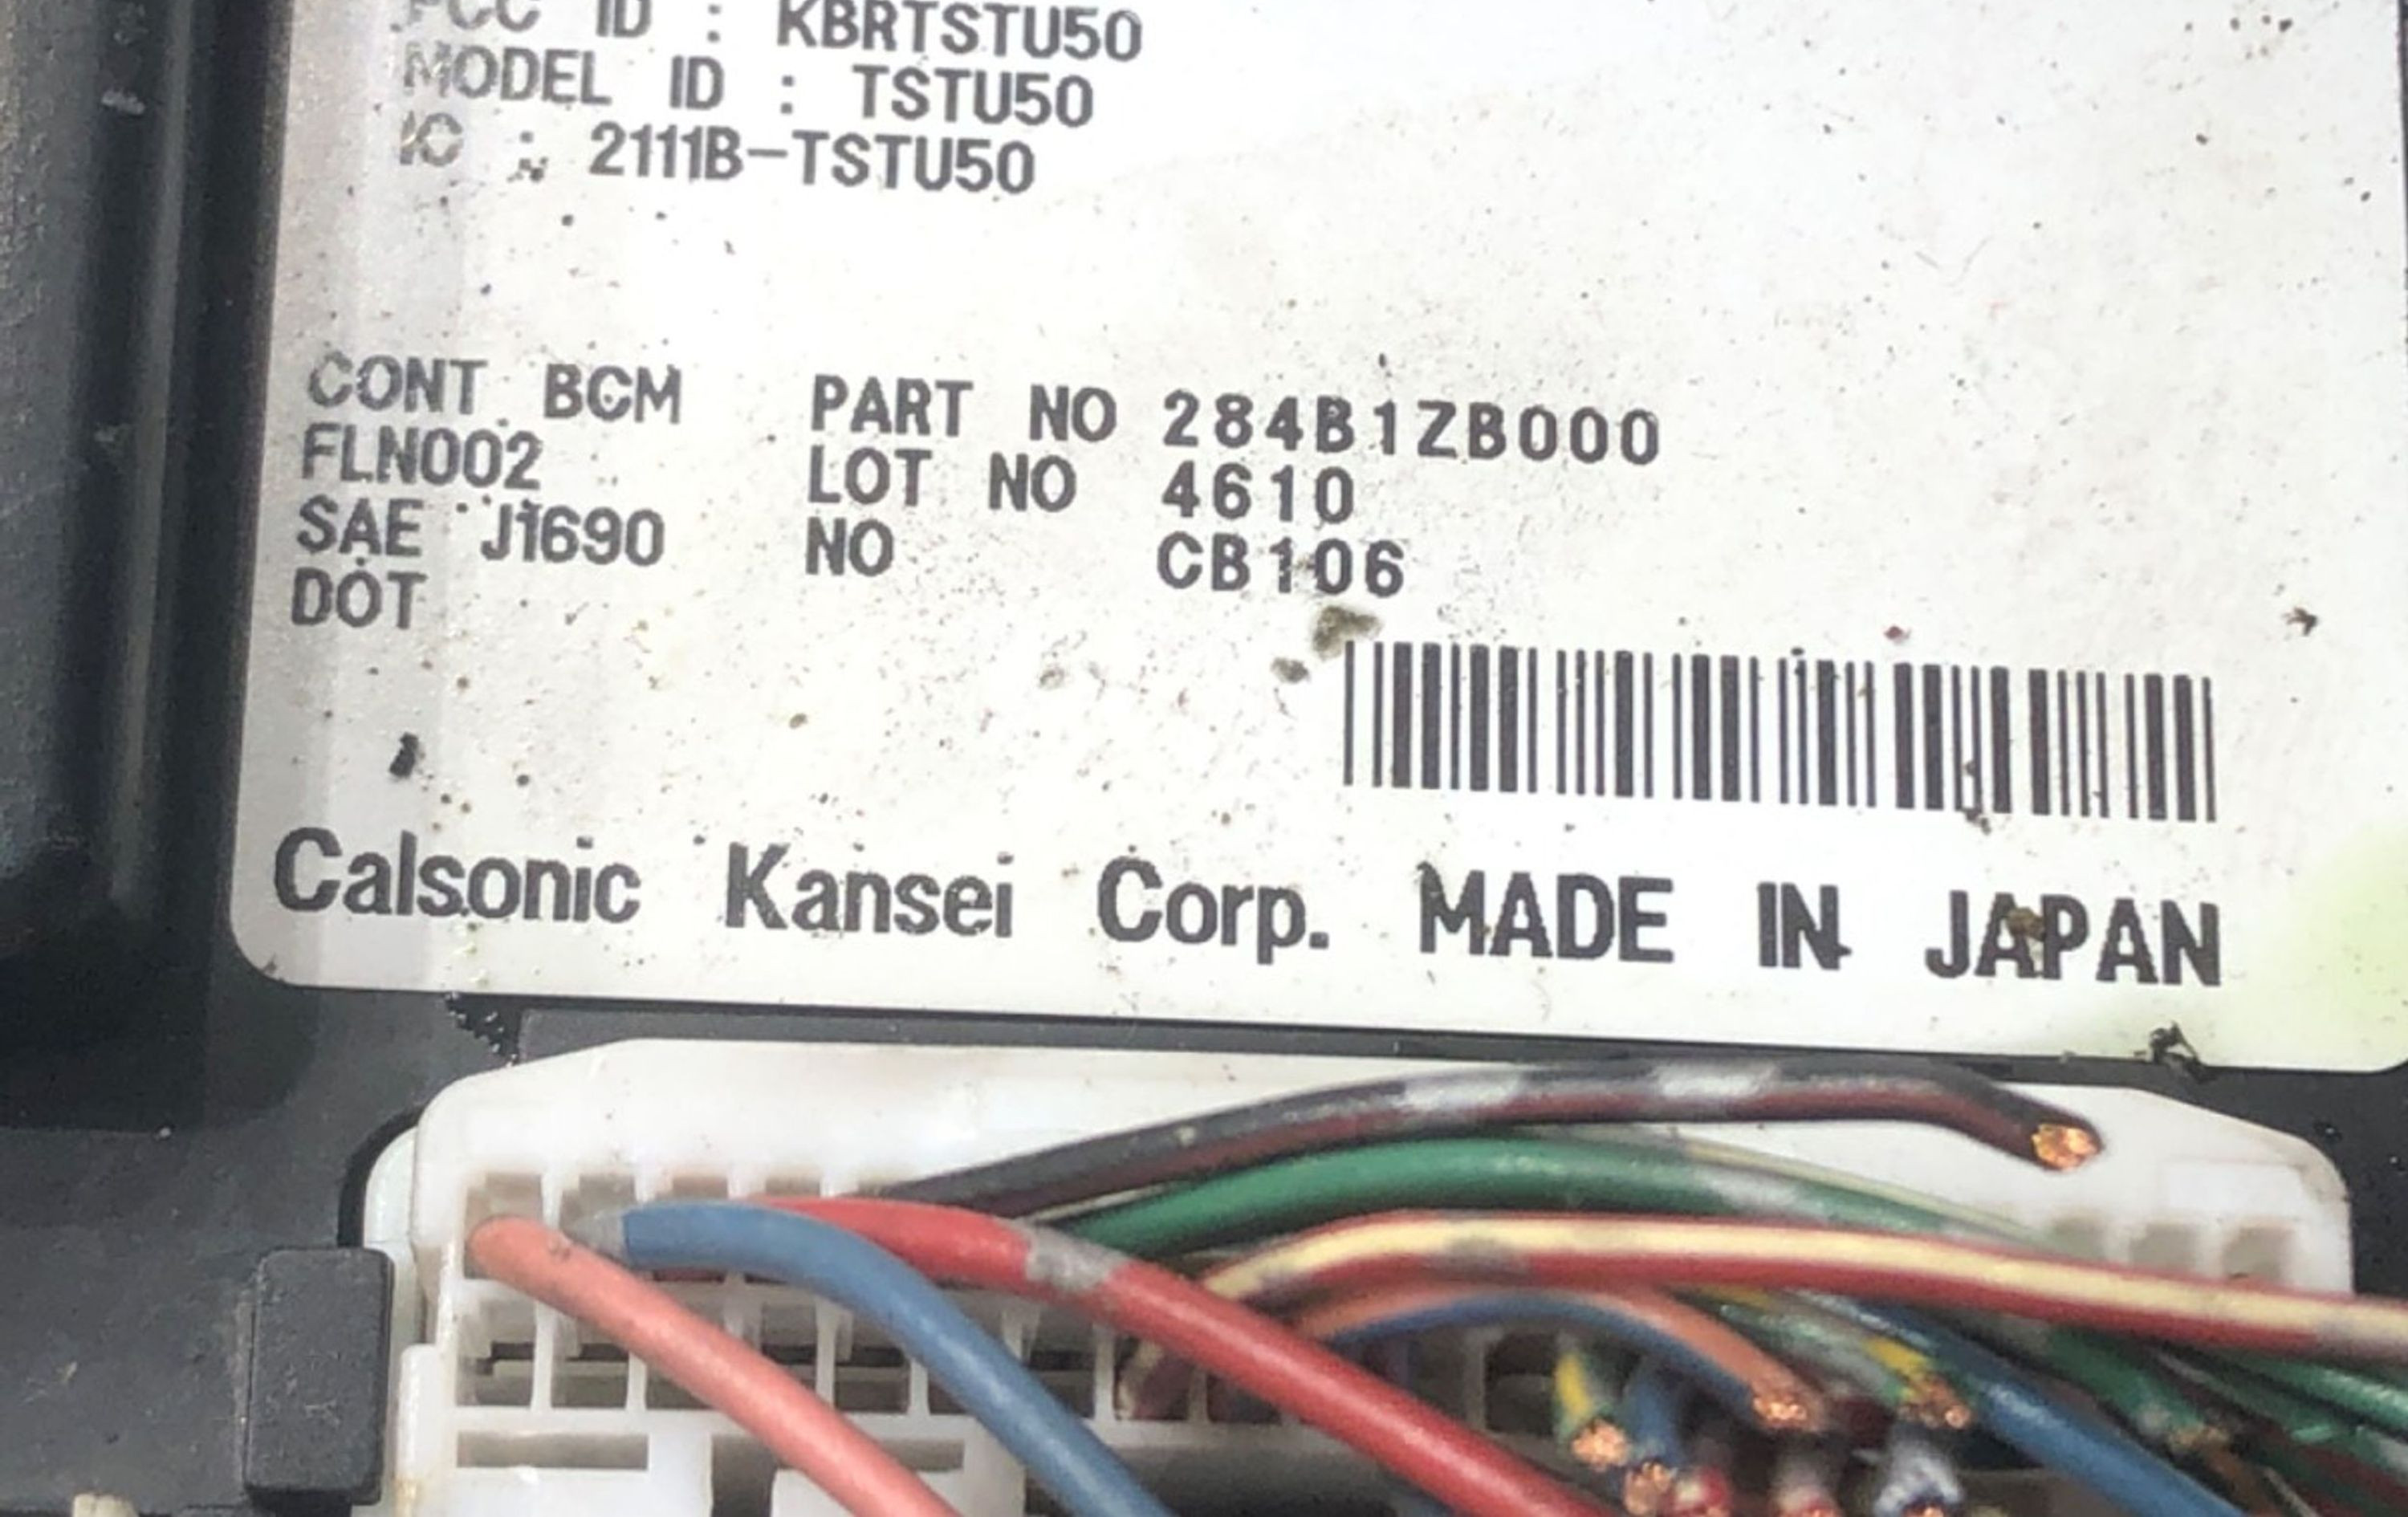 FCC ID : KBRTSTU50
MODEL ID : TSTU50
IC : 2111B-TSTU50
CONT BCM PART NO 284B1ZB000
FLN002 LOT NO 4610
SAE J1690 NO CB106
DOT
Calsonic Kansei Corp. MADE IN JAPAN